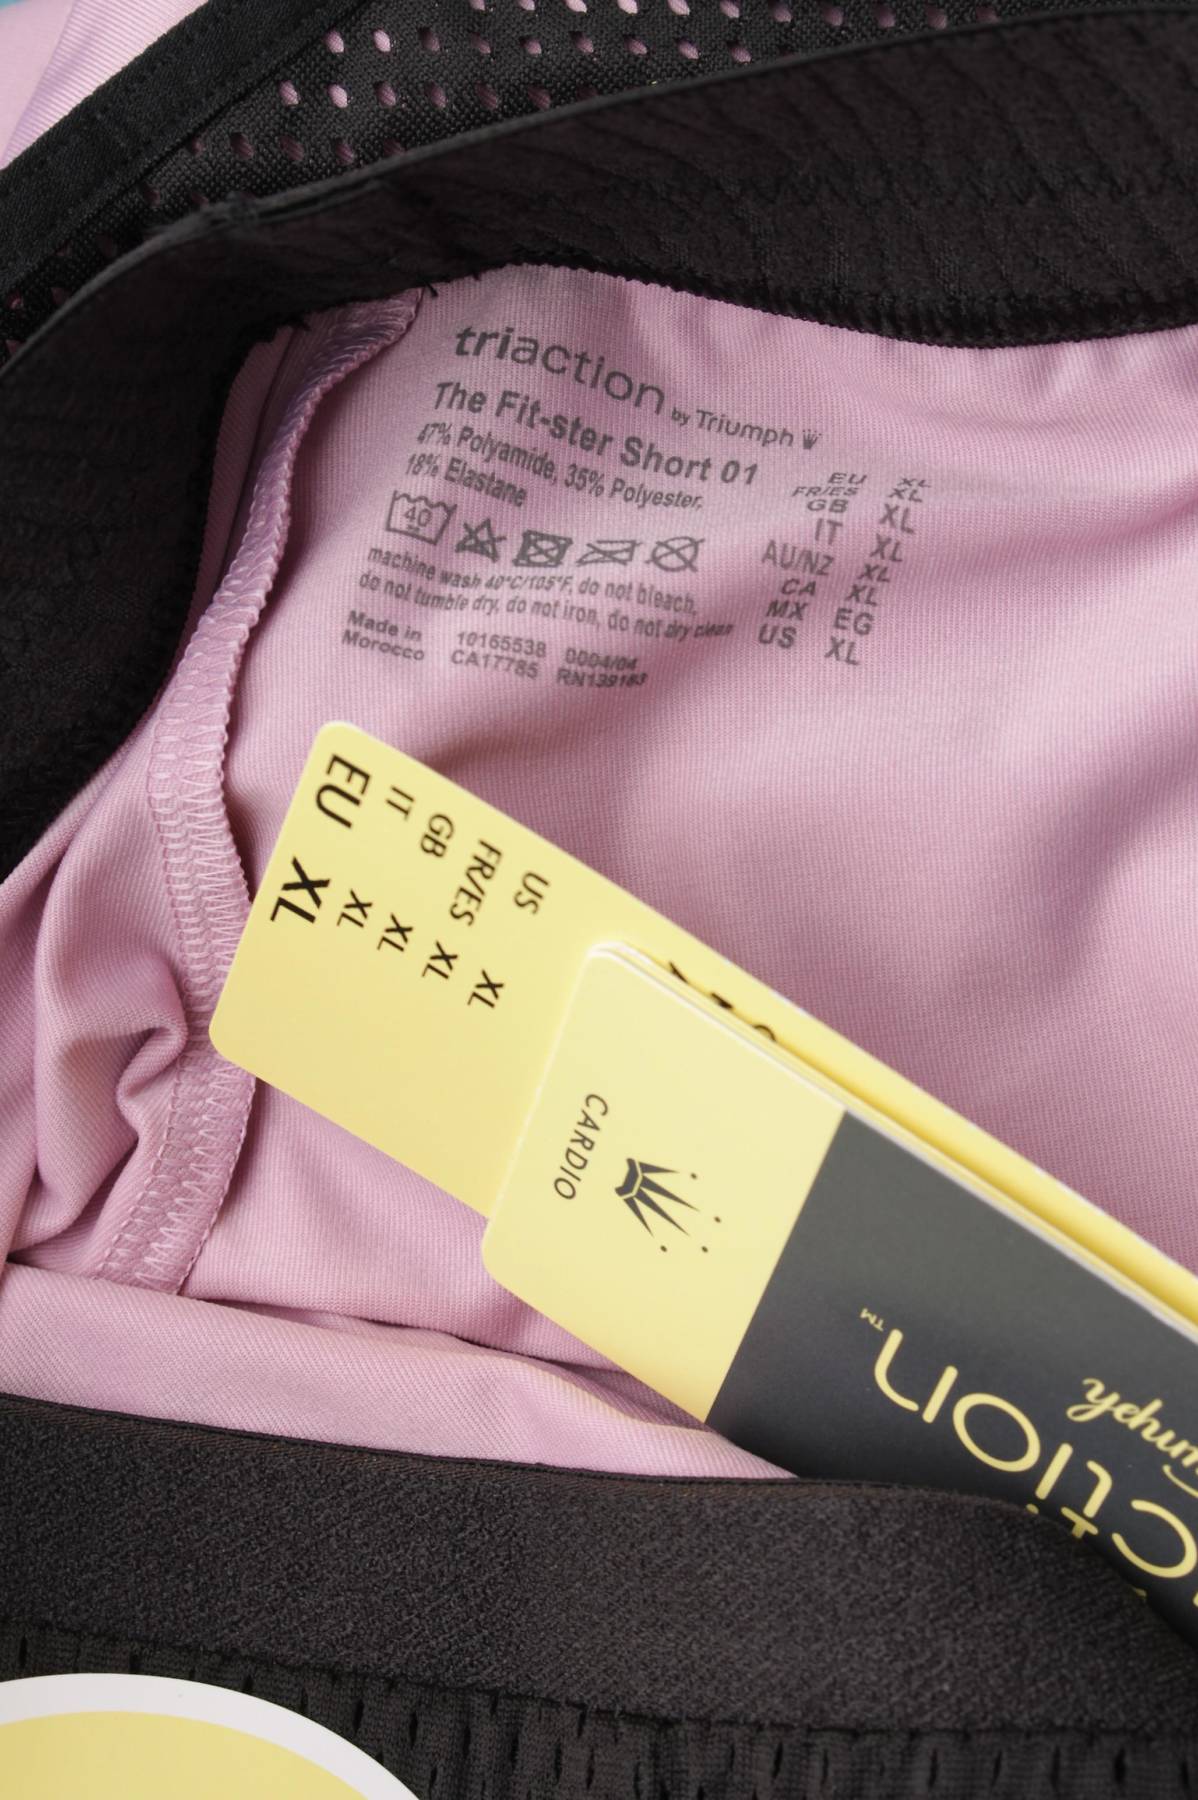 triaction by Triumph
The Fit-ster Short 01
47% Polyamide, 35% Polyester,
18% Elastane
40
machine wash 40°C/105°F, do not bleach,
do not tumble dry, do not iron, do not dry clean
Made in
Morocco
10165538 0004/04
CA17785 RN139183
EU XL
FR/ES XL
GB XL
IT XL
AU/NZ XL
CA XL
MX EG
US XL
EU XL
IT XL
GB XL
FR/ES XL
US XL
CARDIO
ction™